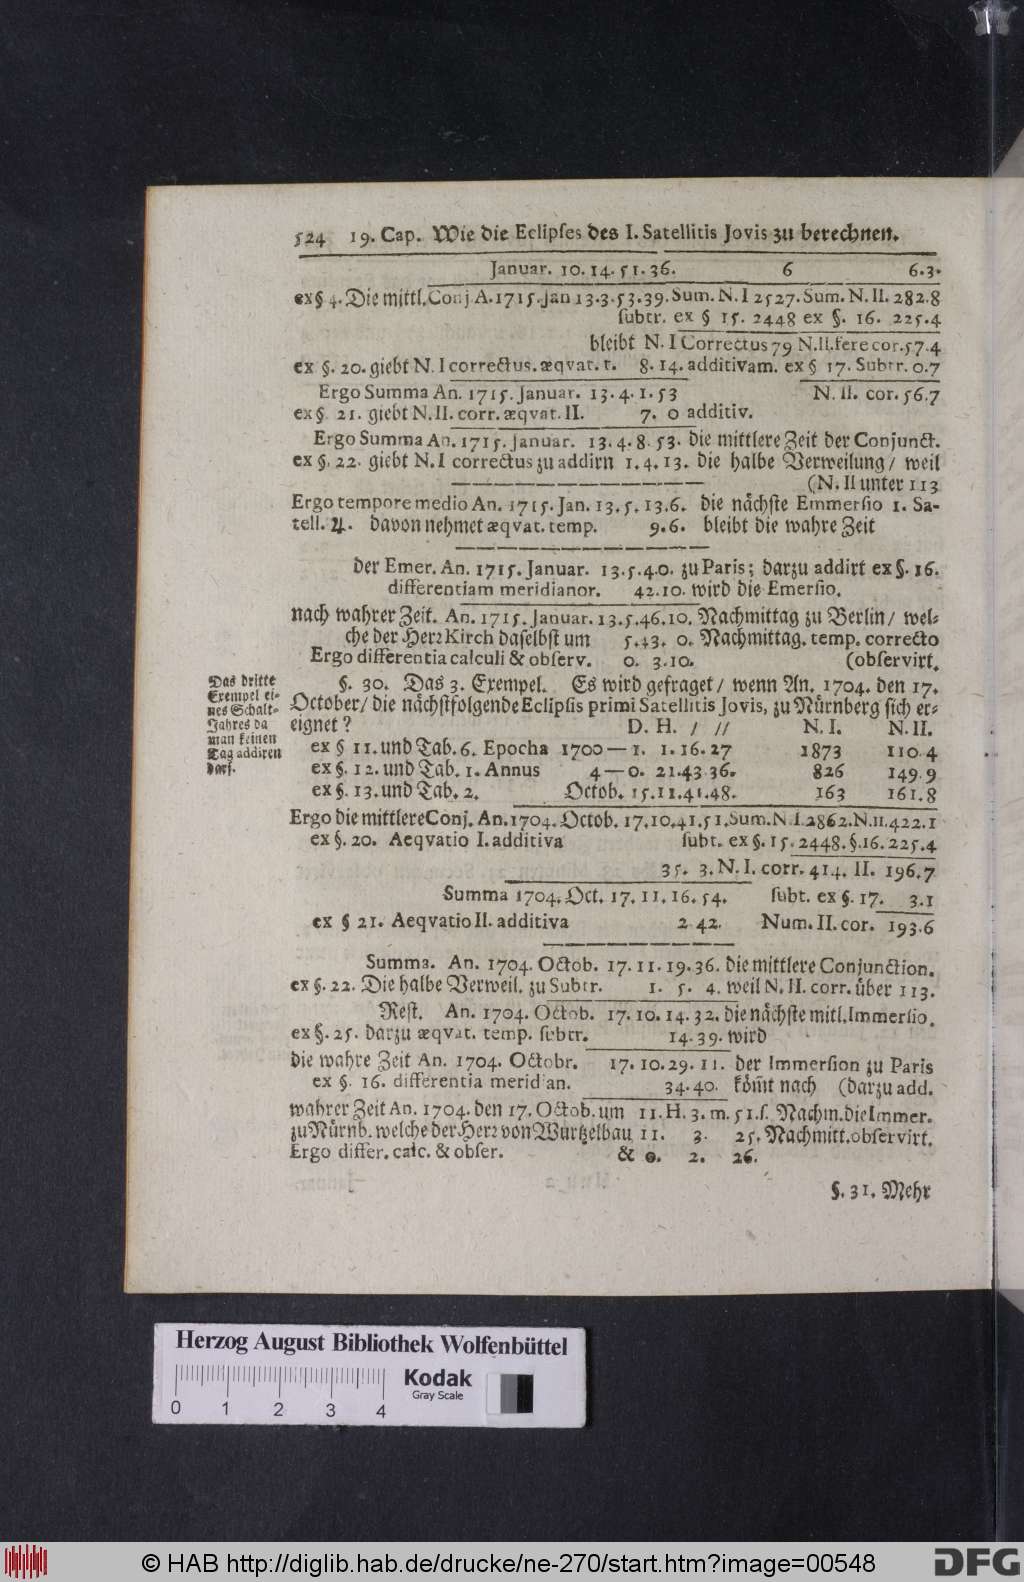 524 19. Cap. Wie die Eclipses des I. Satellitis Jovis zu berechnen.
Januar. 10. 14. 51. 36. 6 6.3.
ex § 4. Die mittl. Conj A. 1715. Jan 13. 3. 53. 39. Sum. N. I 2527. Sum. N. II. 282.8
subtr. ex § 15. 2448 ex §. 16. 225.4
bleibt N. I Correctus 79 N. II. fere cor. 57.4
ex §. 20. giebt N. I correctus. æqvat. r. 8. 14. additivam. ex § 17. Subtr. 0.7
Ergo Summa An. 1715. Januar. 13. 4. 1. 53 N. II. cor. 56.7
ex § 21. giebt N. II. corr. æqvat. II. 7. 0 additiv.
Ergo Summa An. 1715. Januar. 13. 4. 8. 53. die mittlere Zeit der Conjunct.
ex §. 22. giebt N. I correctus zu addirn 1. 4. 13. die halbe Verweilung/ weil
(N. II unter 113
Ergo tempore medio An. 1715. Jan. 13. 5. 13. 6. die nächste Emmersio 1. Sa-
tell. ♃. davon nehmet æqvat. temp. 9. 6. bleibt die wahre Zeit
der Emer. An. 1715. Januar. 13. 5. 4. 0. zu Paris; darzu addirt ex §. 16.
differentiam meridianor. 42. 10. wird die Emersio.
nach wahrer Zeit. An. 1715. Januar. 13. 5. 46. 10. Nachmittag zu Berlin/ wel-
che der Herr Kirch daselbst um 5. 43. 0. Nachmittag. temp. correcto
Ergo differentia calculi & observ. 0. 3. 10. (observirt.
Das dritte
Exempel ei-
nes Schalt-
Jahres da
man keinen
Tag addiren
darf.
§. 30. Das 3. Exempel. Es wird gefraget/ wenn An. 1704. den 17.
October/ die nächstfolgende Eclipsis primi Satellitis Jovis, zu Nürnberg sich er-
eignet? D. H. / // N. I. N. II.
ex § 11. und Tab. 6. Epocha 1700 — 1. 1. 16. 27 1873 110.4
ex §. 12. und Tab. 1. Annus 4 — 0. 21. 43 36. 826 149.9
ex §. 13. und Tab. 2. Octob. 15. 11. 41. 48. 163 161.8
Ergo die mittlere Conj. An. 1704. Octob. 17. 10. 41. 51. Sum. N. I. 2862. N. II. 422.1
ex §. 20. Aeqvatio I. additiva subt. ex §. 15. 2448. §. 16. 225.4
35. 3. N. I. corr. 414. II. 196.7
Summa 1704. Oct. 17. 11. 16. 54. subt. ex §. 17. 3.1
ex § 21. Aeqvatio II. additiva 2 42. Num. II. cor. 193.6
Summa. An. 1704. Octob. 17. 11. 19. 36. die mittlere Conjunction.
ex §. 22. Die halbe Verweil. zu Subtr. 1. 5. 4. weil N. II. corr. über 113.
Rest. An. 1704. Octob. 17. 10. 14. 32. die nächste mitl. Immersio.
ex §. 25. darzu æqvat. temp. subtr. 14. 39. wird
die wahre Zeit An. 1704. Octobr. 17. 10. 29. 11. der Immersion zu Paris
ex §. 16. differentia merid an. 34. 40. kom̃t nach (darzu add.
wahrer Zeit An. 1704. den 17. Octob. um 11. H. 3. m. 51. s. Nachm. die Immer.
zu Nürnb. welche der Herr von Wurtzelbau 11. 3. 25. Nachmitt. observirt.
Ergo differ. calc. & obser. & 0. 2. 26.
§. 31. Mehr
Herzog August Bibliothek Wolfenbüttel
Kodak
Gray Scale
0 1 2 3 4
© HAB http://diglib.hab.de/drucke/ne-270/start.htm?image=00548
DFG